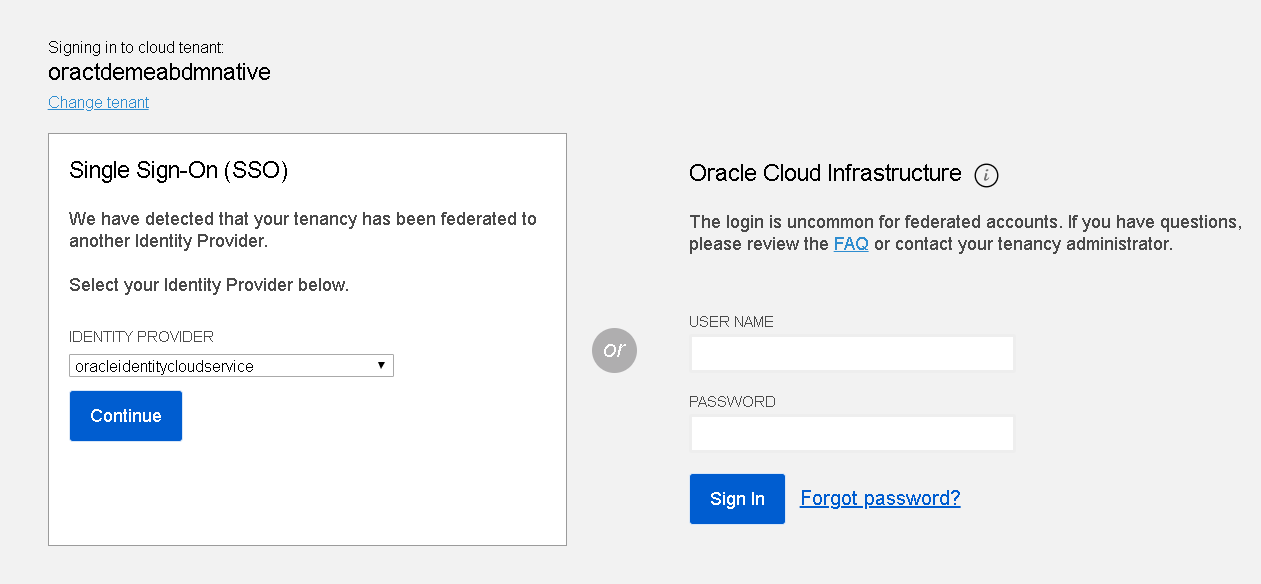 Signing in to cloud tenant:
oractdemeabdmnative
Change tenant
Single Sign-On (SSO)
We have detected that your tenancy has been federated to
another Identity Provider.
Select your Identity Provider below.
IDENTITY PROVIDER
oracleidentitycloudservice
Continue
or
Oracle Cloud Infrastructure i
The login is uncommon for federated accounts. If you have questions,
please review the FAQ or contact your tenancy administrator.
USER NAME
PASSWORD
Sign In Forgot password?